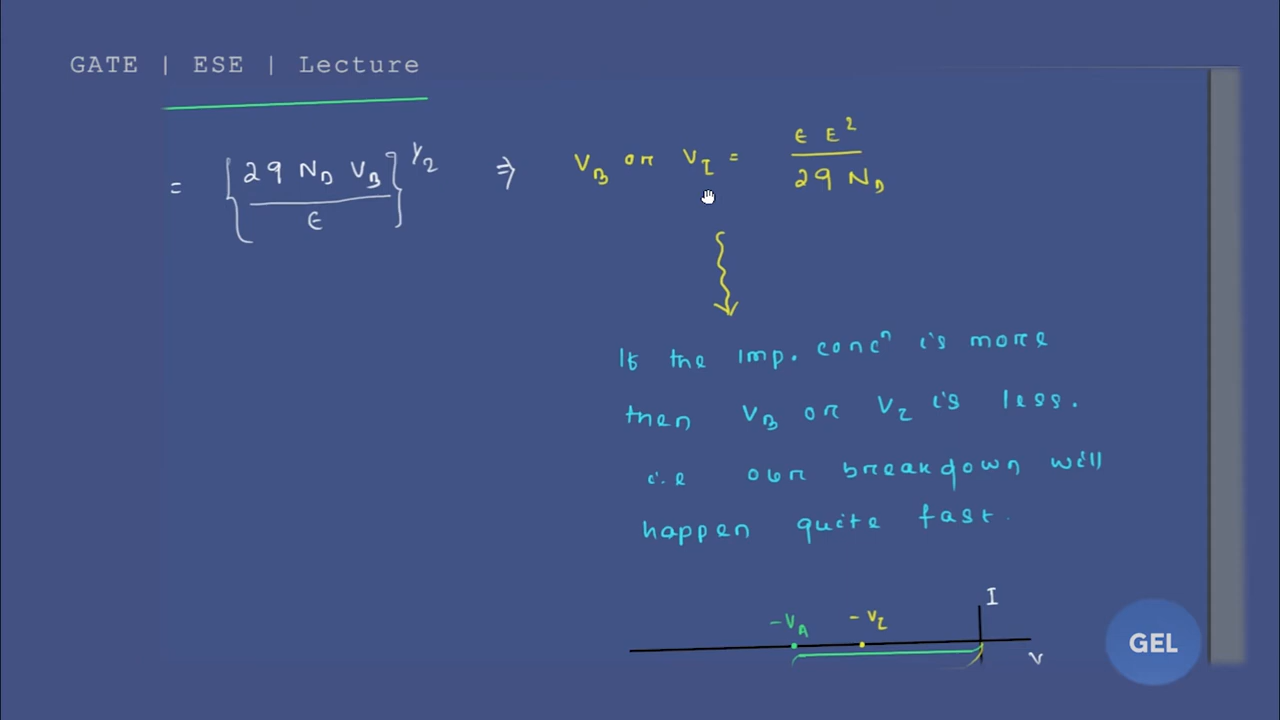 GATE | ESE | Lecture
= { 2q N_D V_B / ϵ }^{1/2} ⇒ V_B or V_Z = ϵ E^2 / 2q N_D
If the imp. conc^n is more
then V_B or V_Z is less.
i.e our breakdown will
happen quite fast.
I
-V_A -V_Z
GEL
V